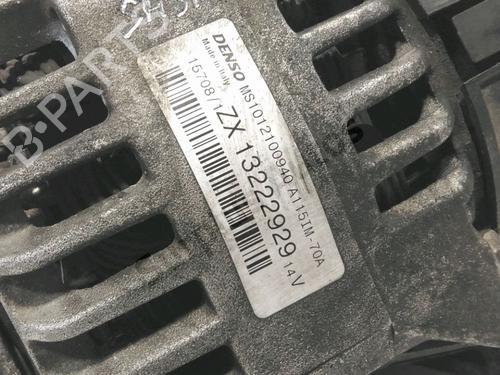 DENSO
Made in Italy
MS1012100940 A115IM-70A
15708/1
ZX 13222929
14V
B-Parts